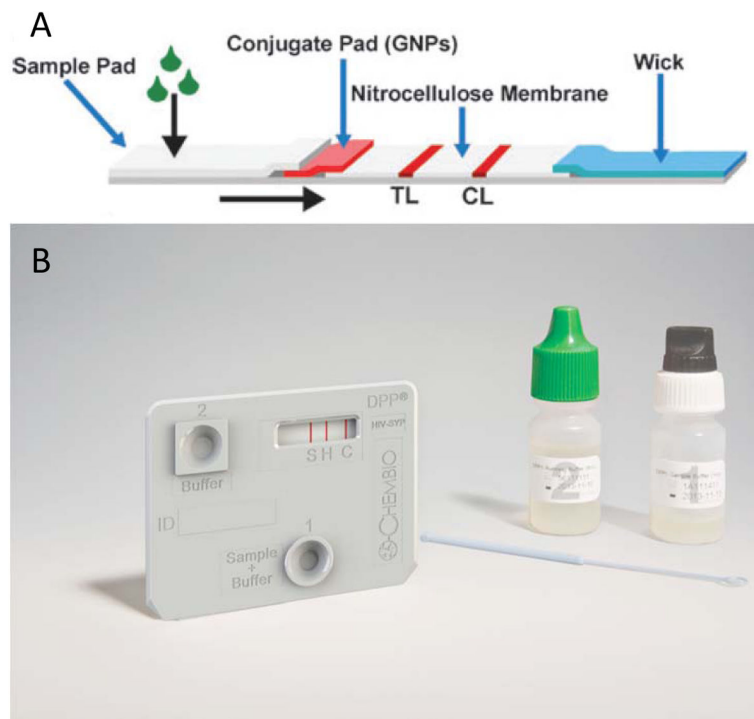 A
Sample Pad
Conjugate Pad (GNPs)
Nitrocellulose Membrane
Wick
TL
CL
B
2
Buffer
DPP®
HIV-SYP
S H C
CHEMBIO
ID
1
Sample
+
Buffer
2
1